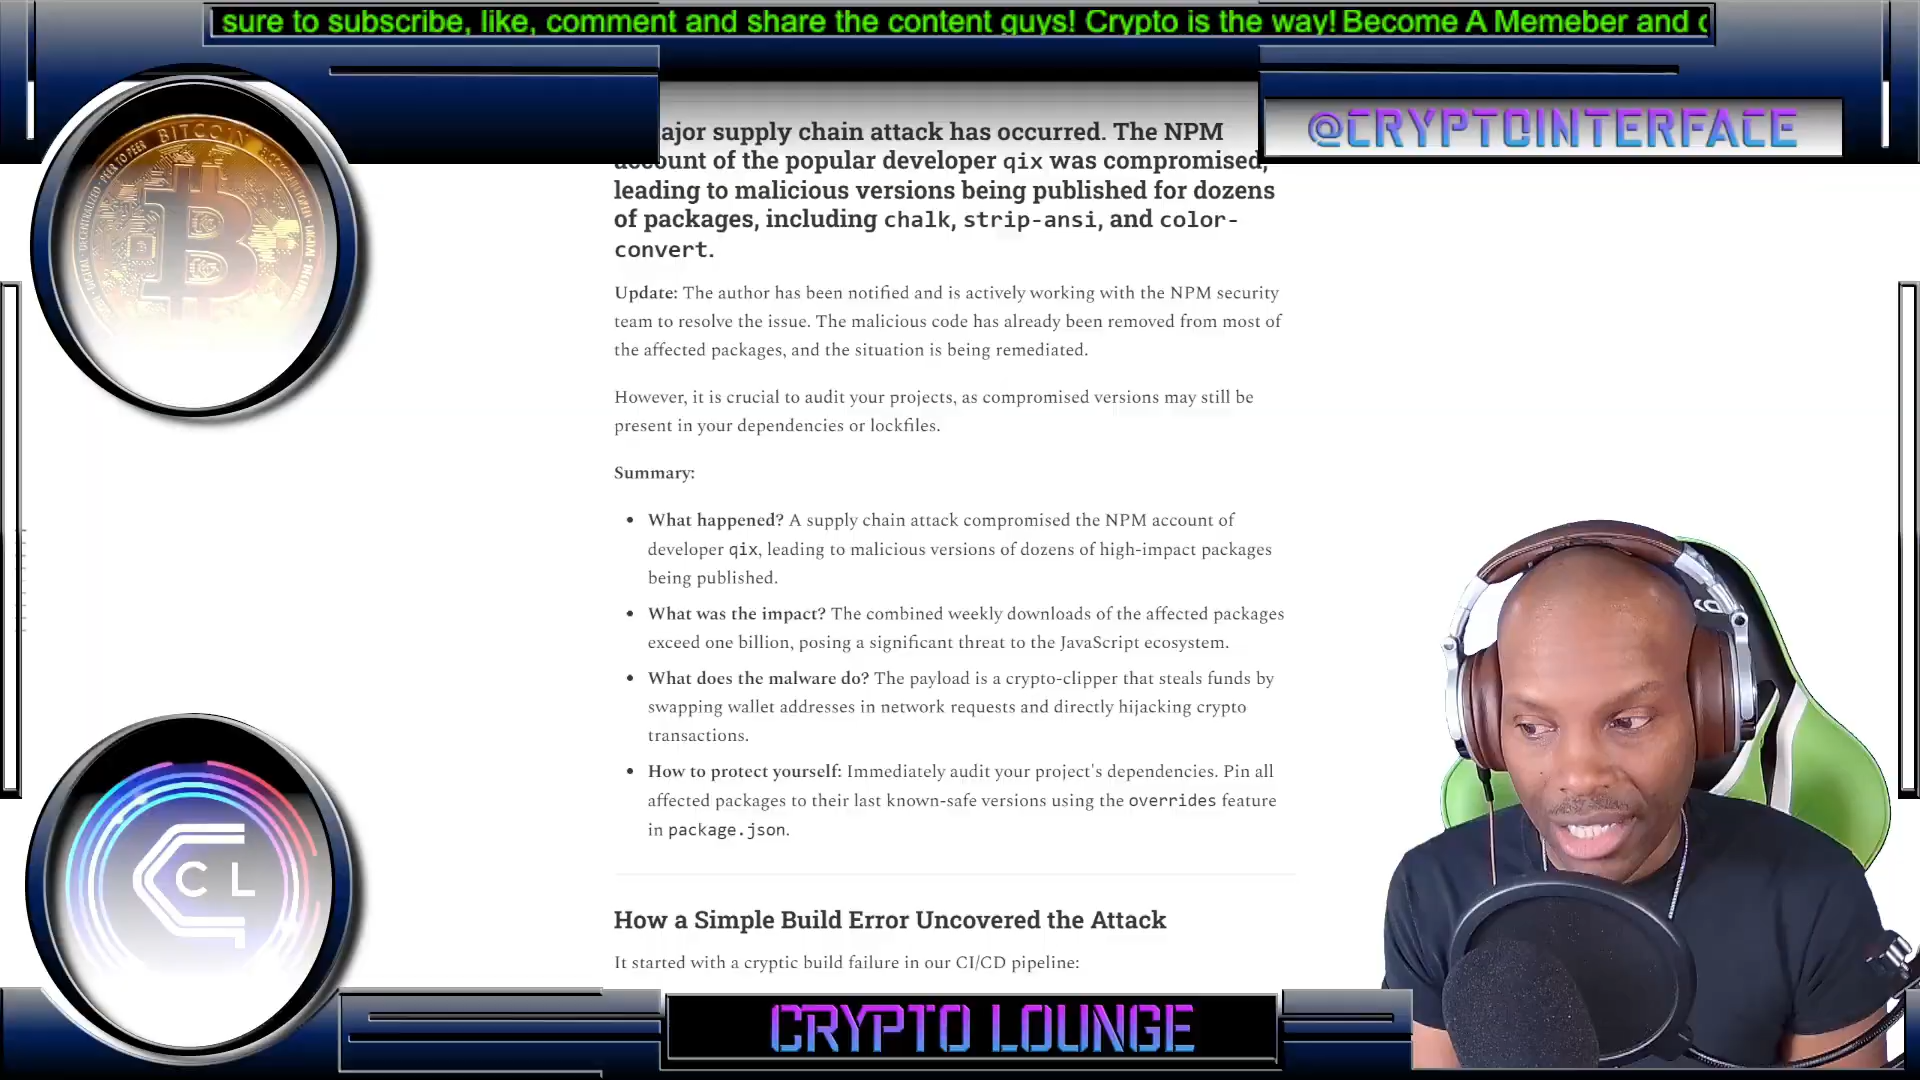 sure to subscribe, like, comment and share the content guys! Crypto is the way! Become A Memeber and
@CRYPTOINTERFACE
BITCOIN
PEER TO PEER
ajor supply chain attack has occurred. The NPM
account of the popular developer qix was compromised,
leading to malicious versions being published for dozens
of packages, including chalk, strip-ansi, and color-
convert.
Update: The author has been notified and is actively working with the NPM security
team to resolve the issue. The malicious code has already been removed from most of
the affected packages, and the situation is being remediated.
However, it is crucial to audit your projects, as compromised versions may still be
present in your dependencies or lockfiles.
Summary:
• What happened? A supply chain attack compromised the NPM account of
developer qix, leading to malicious versions of dozens of high-impact packages
being published.
• What was the impact? The combined weekly downloads of the affected packages
exceed one billion, posing a significant threat to the JavaScript ecosystem.
• What does the malware do? The payload is a crypto-clipper that steals funds by
swapping wallet addresses in network requests and directly hijacking crypto
transactions.
• How to protect yourself: Immediately audit your project's dependencies. Pin all
affected packages to their last known-safe versions using the overrides feature
in package.json.
How a Simple Build Error Uncovered the Attack
It started with a cryptic build failure in our CI/CD pipeline:
C L
CRYPTO LOUNGE